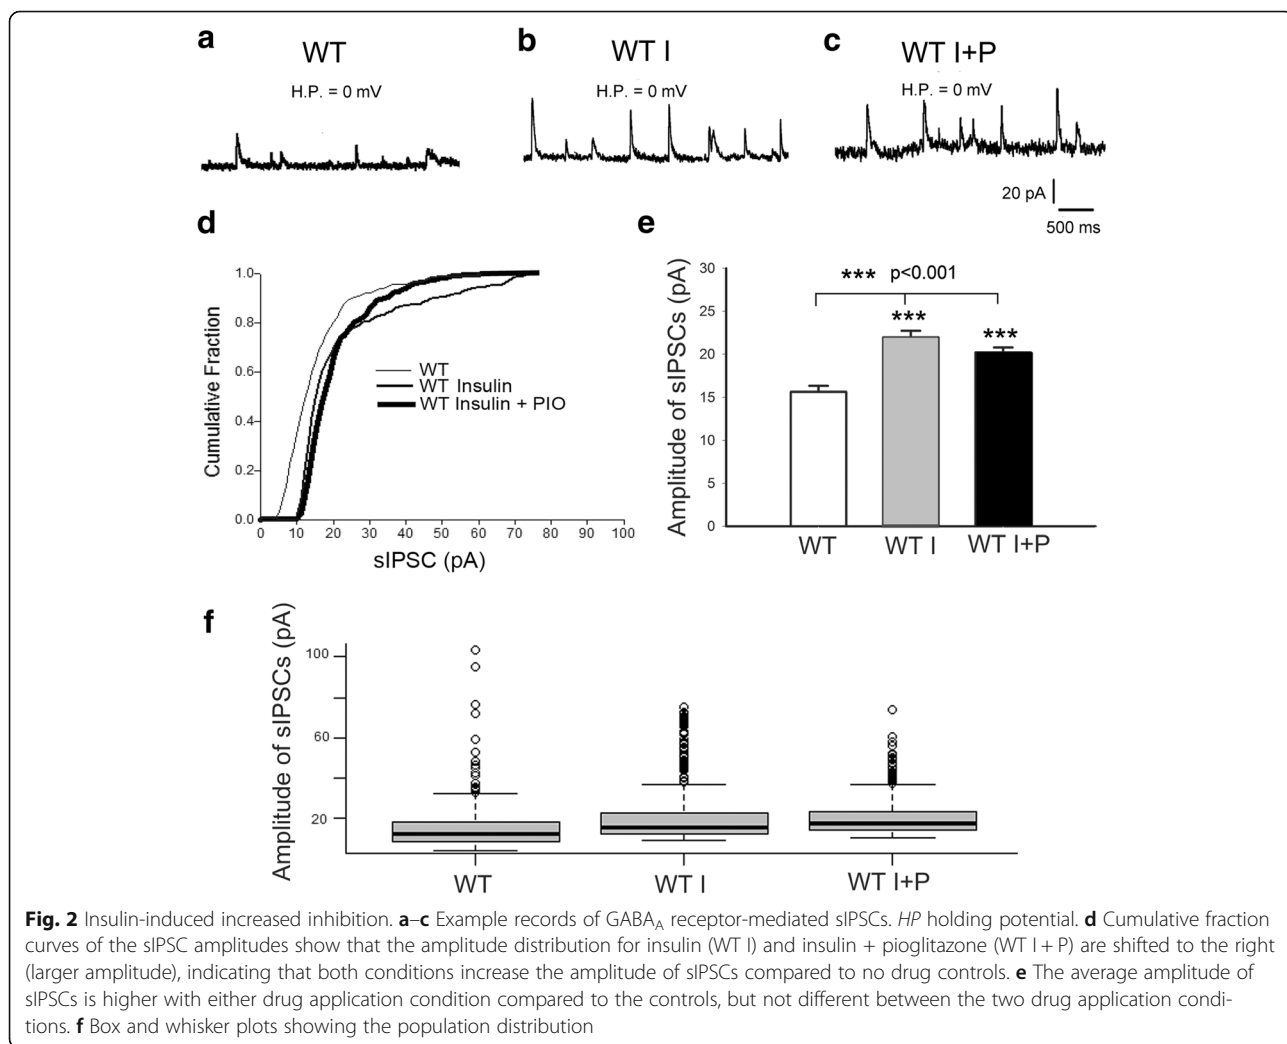 a
WT
H.P. = 0 mV
b
WT I
H.P. = 0 mV
c
WT I+P
H.P. = 0 mV
20 pA
500 ms
d
Cumulative Fraction
1.0
0.8
0.6
0.4
0.2
0.0
0 10 20 30 40 50 60 70 80 90 100
sIPSC (pA)
WT
WT Insulin
WT Insulin + PIO
e
Amplitude of sIPSCs (pA)
30
25
20
15
10
5
0
*** p<0.001
***
***
WT WT I WT I+P
f
Amplitude of sIPSCs (pA)
100
60
20
WT WT I WT I+P
Fig. 2 Insulin-induced increased inhibition. a–c Example records of GABAA receptor-mediated sIPSCs. HP holding potential. d Cumulative fraction
curves of the sIPSC amplitudes show that the amplitude distribution for insulin (WT I) and insulin + pioglitazone (WT I + P) are shifted to the right
(larger amplitude), indicating that both conditions increase the amplitude of sIPSCs compared to no drug controls. e The average amplitude of
sIPSCs is higher with either drug application condition compared to the controls, but not different between the two drug application condi-
tions. f Box and whisker plots showing the population distribution